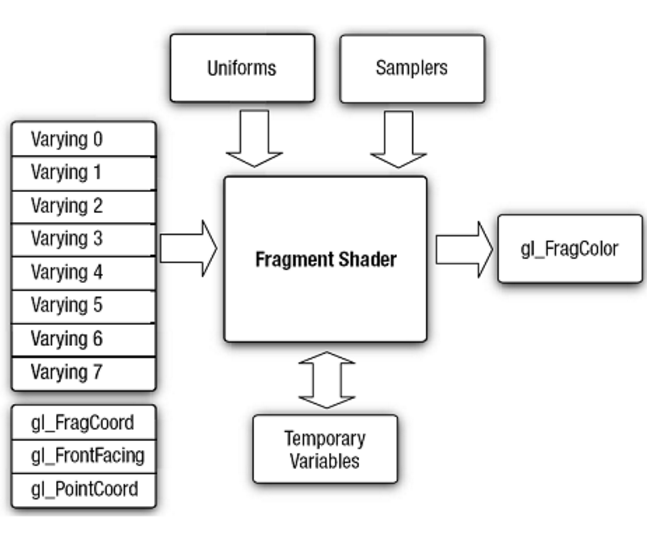 Uniforms
Samplers
Varying 0
Varying 1
Varying 2
Varying 3
Varying 4
Varying 5
Varying 6
Varying 7
Fragment Shader
gl_FragColor
gl_FragCoord
gl_FrontFacing
gl_PointCoord
Temporary
Variables